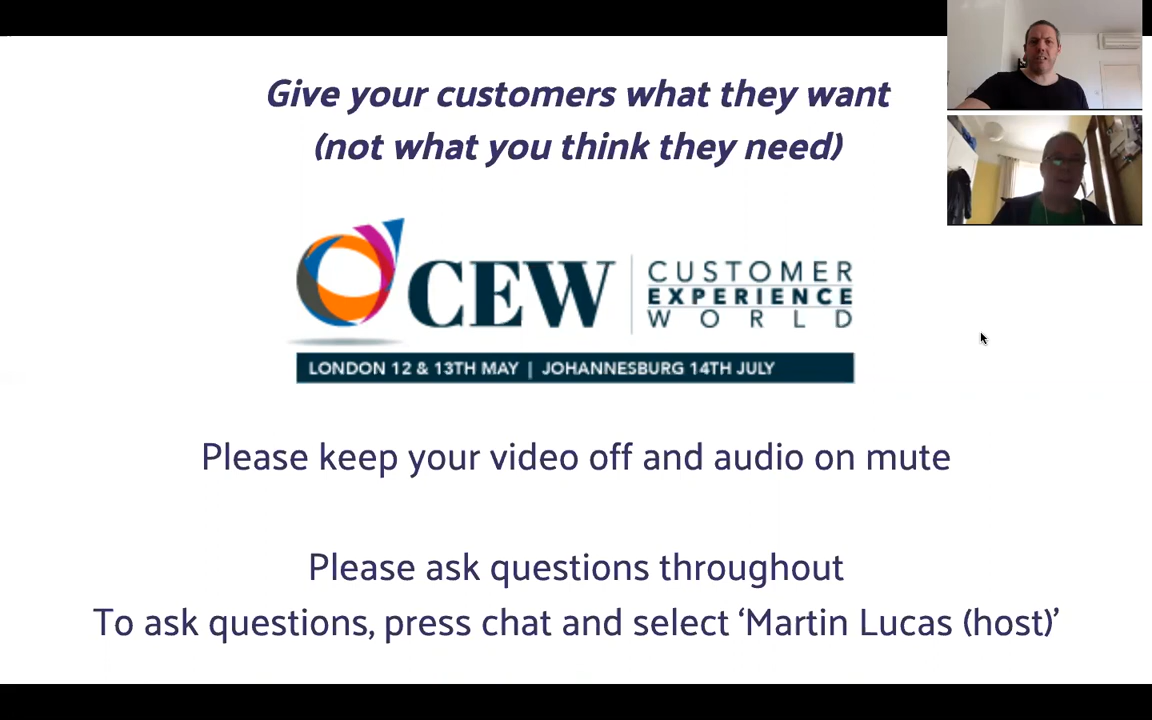 Give your customers what they want
(not what you think they need)
CEW
CUSTOMER
EXPERIENCE
WORLD
LONDON 12 & 13TH MAY | JOHANNESBURG 14TH JULY
Please keep your video off and audio on mute
Please ask questions throughout
To ask questions, press chat and select ‘Martin Lucas (host)’